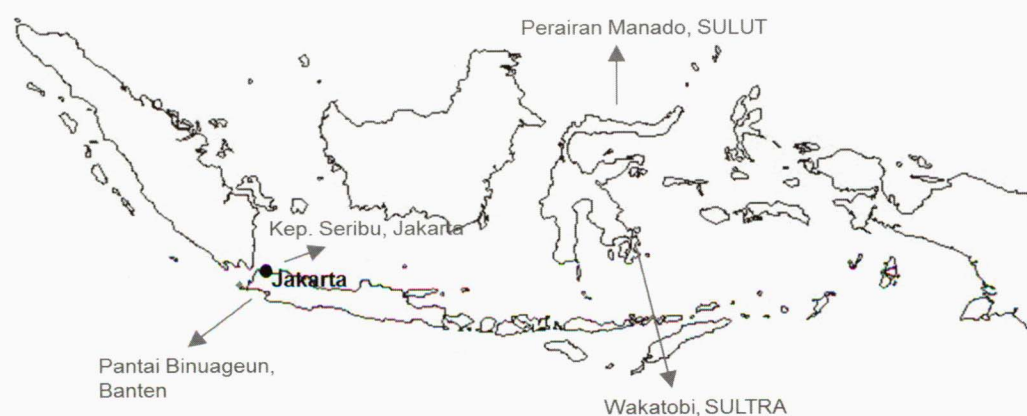 Perairan Manado, SULUT
Kep. Seribu, Jakarta
Jakarta
Pantai Binuageun,
Banten
Wakatobi, SULTRA